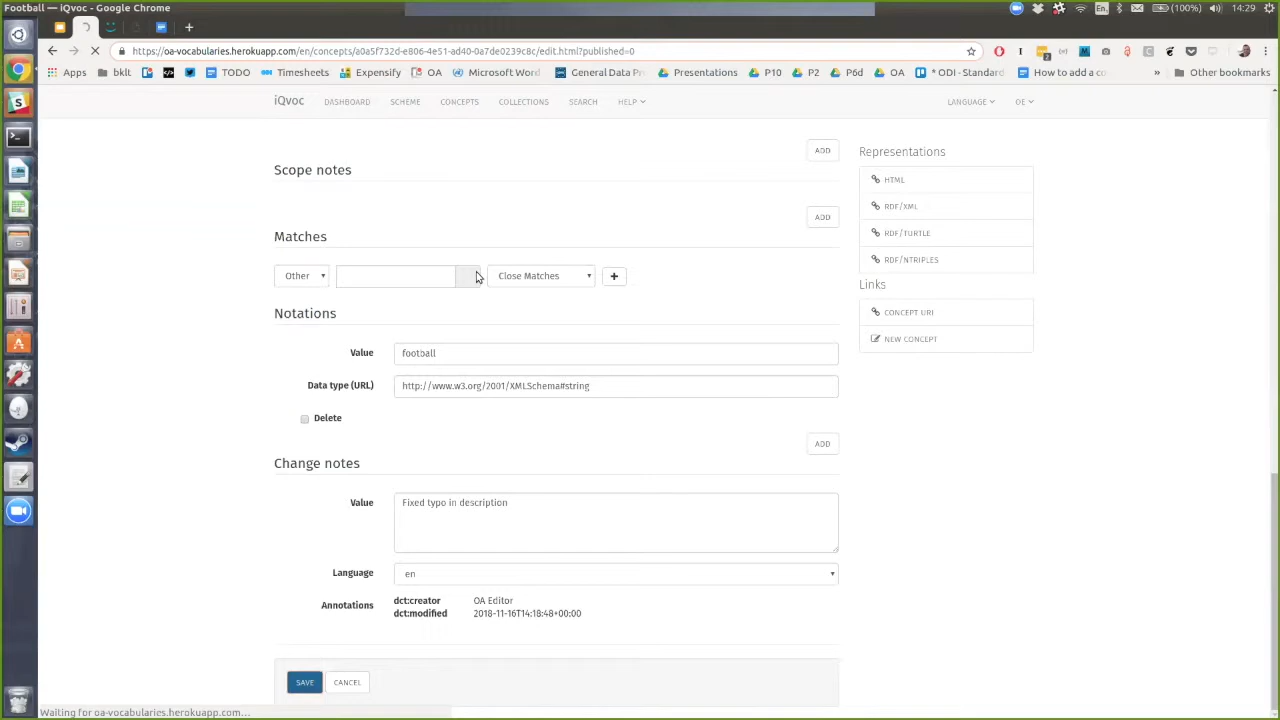 Football — iQvoc - Google Chrome
En
(100%)
14:29
https://oa-vocabularies.herokuapp.com/en/concepts/a0a5f732d-e806-4e51-ad40-0a7de0239c8c/edit.html?published=0
Apps
bklt
TODO
Timesheets
Expensify
OA
Microsoft Word
General Data Pr
Presentations
P10
P2
P6d
OA
* ODI - Standard
How to add a co
»
Other bookmarks
iQvoc
DASHBOARD
SCHEME
CONCEPTS
COLLECTIONS
SEARCH
HELP
LANGUAGE
OE
ADD
Scope notes
ADD
Matches
Other
Close Matches
+
Notations
Value
football
Data type (URL)
http://www.w3.org/2001/XMLSchema#string
Delete
ADD
Change notes
Value
Fixed typo in description
Language
en
Annotations
dct:creator
OA Editor
dct:modified
2018-11-16T14:18:48+00:00
SAVE
CANCEL
Representations
HTML
RDF/XML
RDF/TURTLE
RDF/NTRIPLES
Links
CONCEPT URI
NEW CONCEPT
Waiting for oa-vocabularies.herokuapp.com...